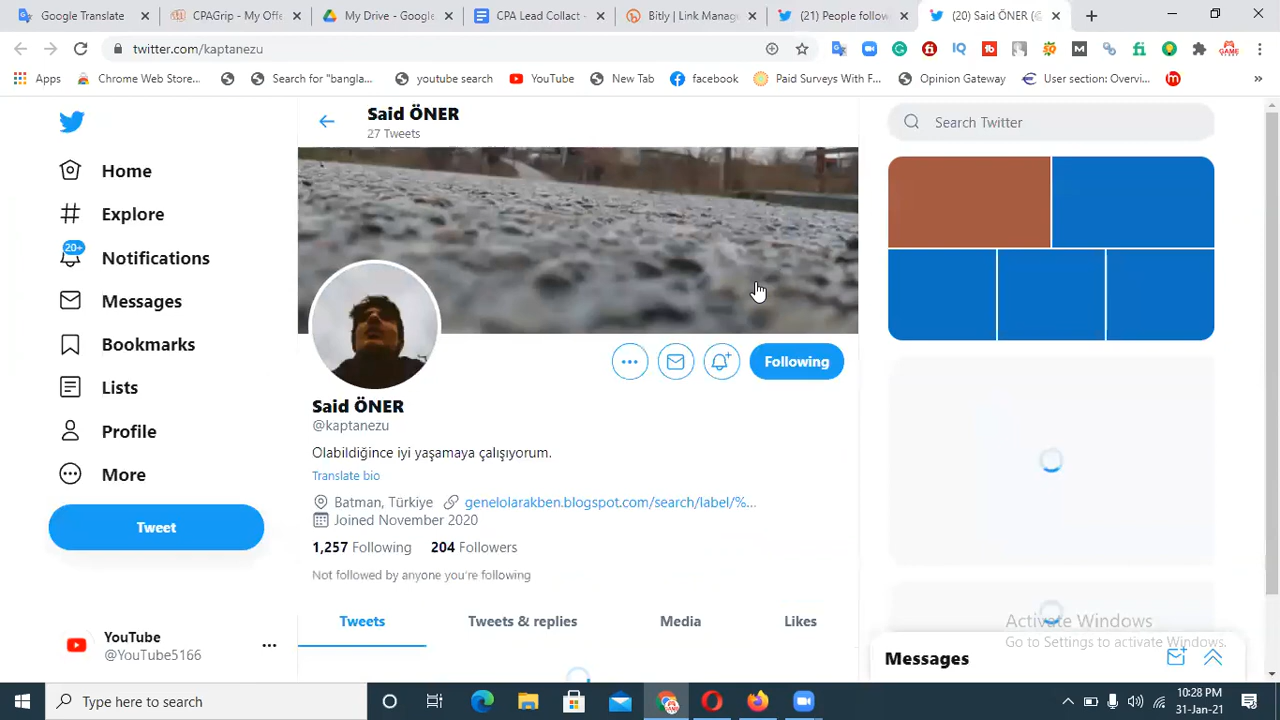 Google Translate
CPAGrip - My Offe
My Drive - Google
CPA Lead Collact -
Bitly | Link Manag
(21) People follow
(20) Said ÖNER (@
twitter.com/kaptanezu
Apps
Chrome Web Store...
Search for "bangla...
youtube search
YouTube
New Tab
facebook
Paid Surveys With F...
Opinion Gateway
User section: Overvi...
Said ÖNER
27 Tweets
Search Twitter
Home
Explore
20+
Notifications
Messages
Bookmarks
Lists
Profile
More
Tweet
YouTube
@YouTube5166
Following
Said ÖNER
@kaptanezu
Olabildiğince iyi yaşamaya çalışıyorum.
Translate bio
Batman, Türkiye genelolarakben.blogspot.com/search/label/%...
Joined November 2020
1,257 Following 204 Followers
Not followed by anyone you're following
Tweets Tweets & replies Media Likes
Activate Windows
Go to Settings to activate Windows.
Messages
Type here to search
10:28 PM
31-Jan-21